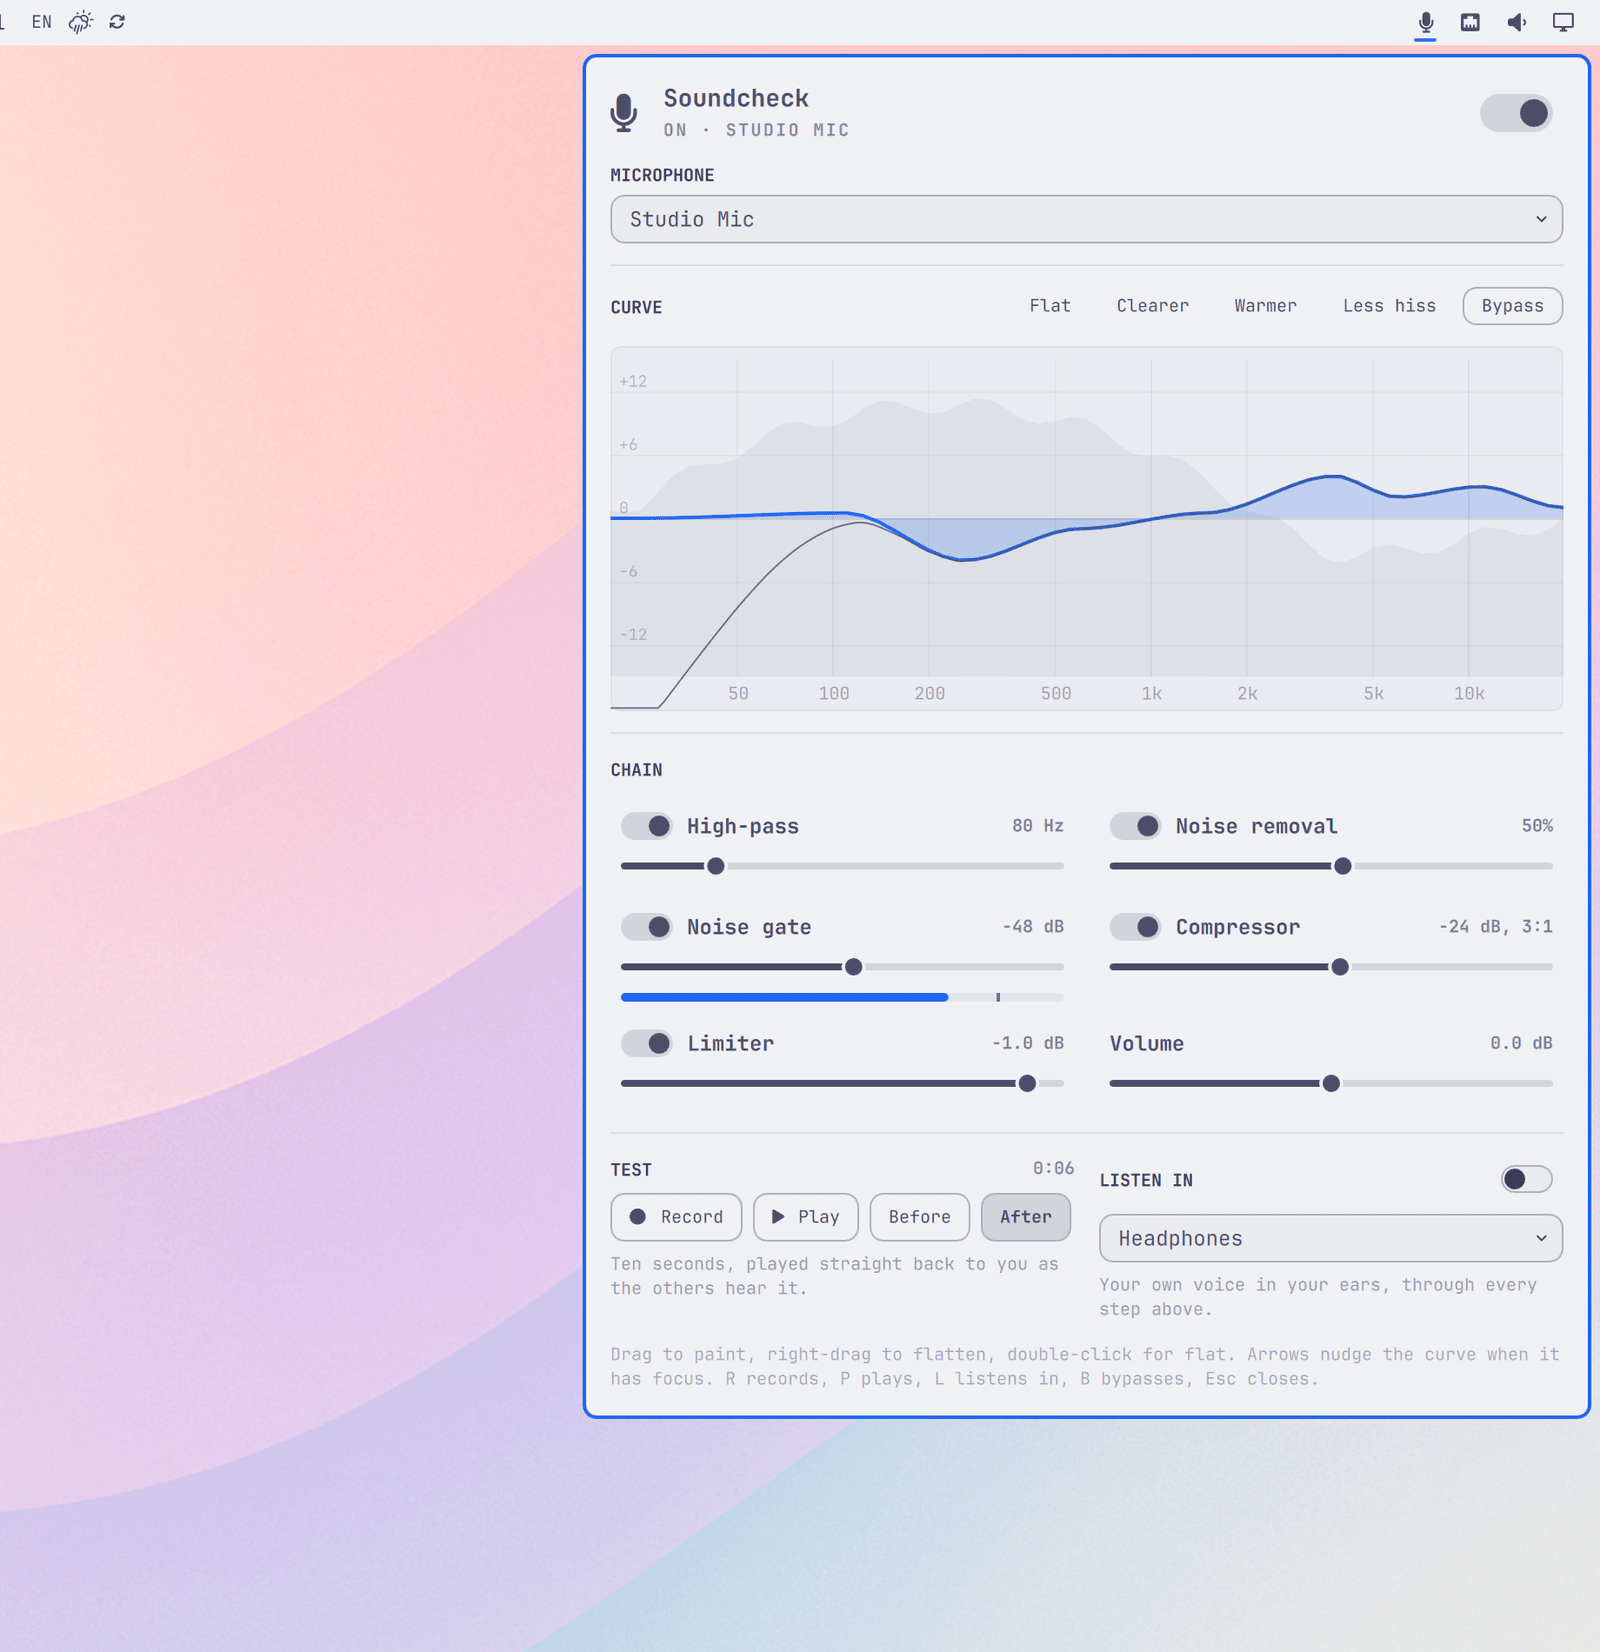 EN
Soundcheck
ON · STUDIO MIC
MICROPHONE
Studio Mic
CURVE Flat Clearer Warmer Less hiss Bypass
+12
+6
0
-6
-12
50 100 200 500 1k 2k 5k 10k
CHAIN
High-pass 80 Hz Noise removal 50%
Noise gate -48 dB Compressor -24 dB, 3:1
Limiter -1.0 dB Volume 0.0 dB
TEST 0:06
Record Play Before After
Ten seconds, played straight back to you as
the others hear it.
LISTEN IN
Headphones
Your own voice in your ears, through every
step above.
Drag to paint, right-drag to flatten, double-click for flat. Arrows nudge the curve when it
has focus. R records, P plays, L listens in, B bypasses, Esc closes.